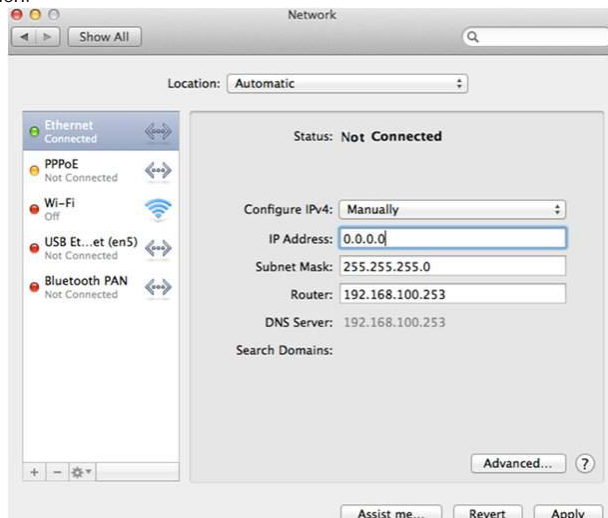 Network
Show All
Location: Automatic
Ethernet
Connected
PPPoE
Not Connected
Wi-Fi
Off
USB Et...et (en5)
Not Connected
Bluetooth PAN
Not Connected
Status: Not Connected
Configure IPv4: Manually
IP Address: 0.0.0.0
Subnet Mask: 255.255.255.0
Router: 192.168.100.253
DNS Server: 192.168.100.253
Search Domains:
+ −
Advanced... ?
Assist me... Revert Apply